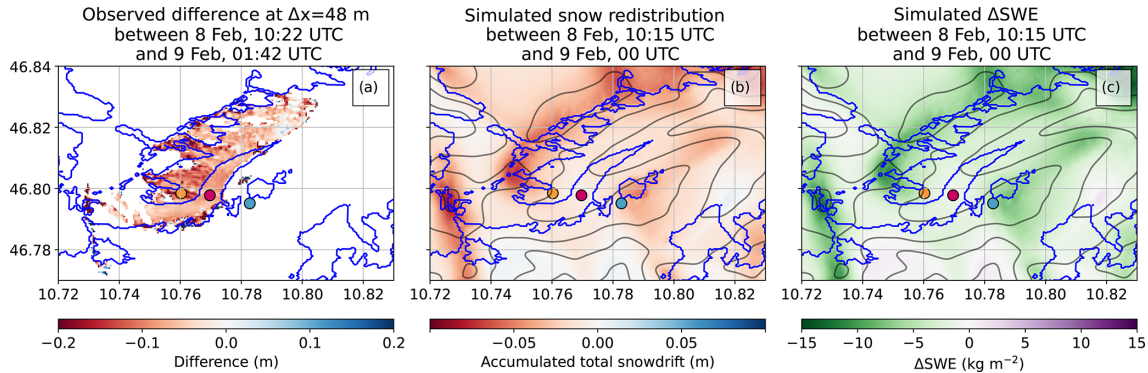 Observed difference at Δx=48 m
between 8 Feb, 10:22 UTC
and 9 Feb, 01:42 UTC
Simulated snow redistribution
between 8 Feb, 10:15 UTC
and 9 Feb, 00 UTC
Simulated ΔSWE
between 8 Feb, 10:15 UTC
and 9 Feb, 00 UTC
(a)
(b)
(c)
46.84
46.82
46.80
46.78
10.72 10.74 10.76 10.78 10.80 10.82
10.72 10.74 10.76 10.78 10.80 10.82
10.72 10.74 10.76 10.78 10.80 10.82
−0.2 −0.1 0.0 0.1 0.2
Difference (m)
−0.05 0.00 0.05
Accumulated total snowdrift (m)
−15 −10 −5 0 5 10 15
ΔSWE (kg m⁻²)